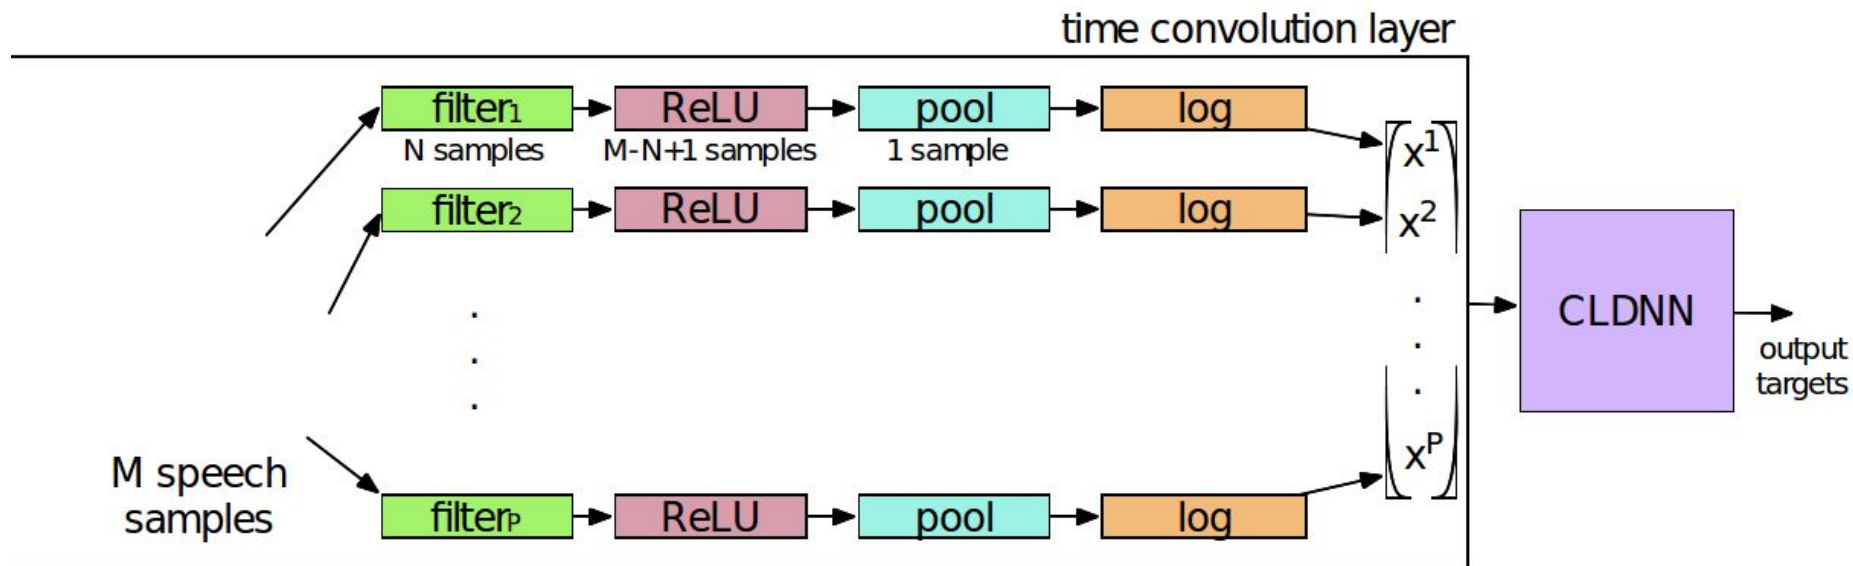 time convolution layer
filter₁ ReLU pool log
N samples M-N+1 samples 1 sample
x¹
filter₂ ReLU pool log
x²
.
.
.
.
.
.
CLDNN
output
targets
M speech
samples
xᴾ
filterₚ ReLU pool log